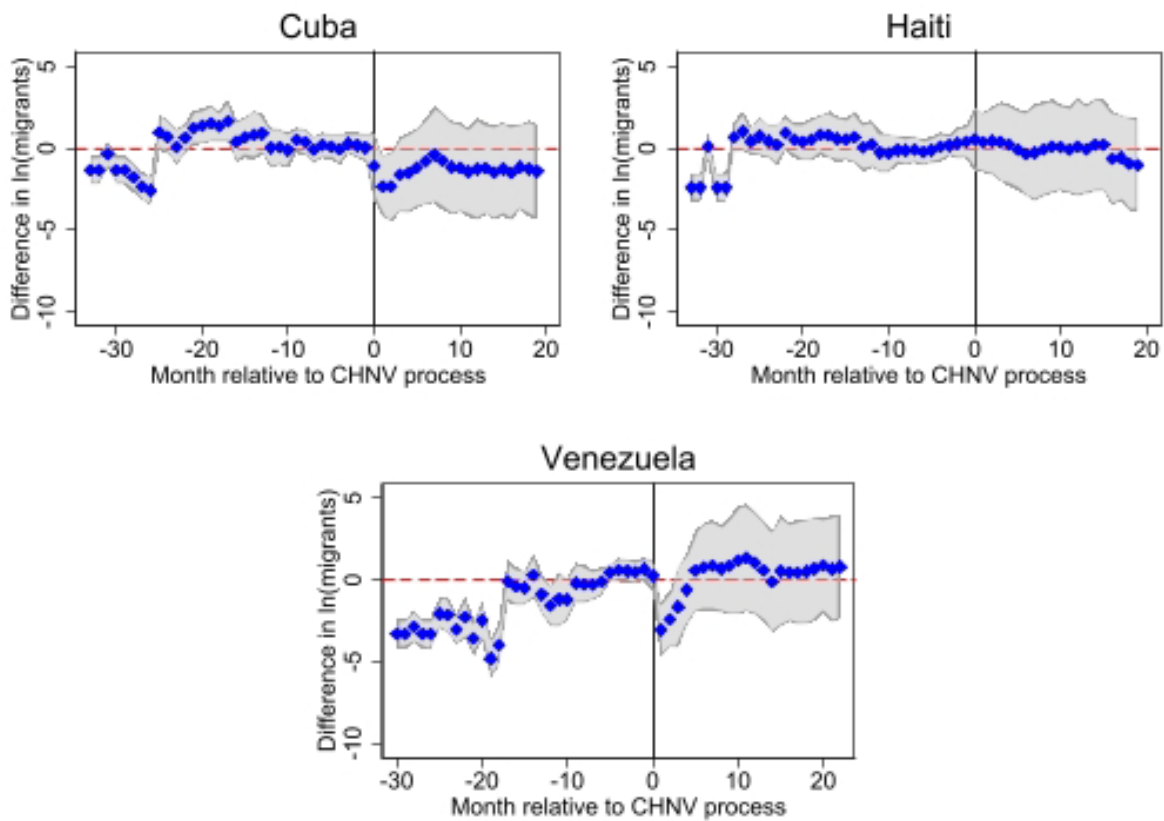 Cuba
Difference in ln(migrants)
5
0
-5
-10
-30 -20 -10 0 10 20
Month relative to CHNV process
Haiti
Difference in ln(migrants)
5
0
-5
-10
-30 -20 -10 0 10 20
Month relative to CHNV process
Venezuela
Difference in ln(migrants)
5
0
-5
-10
-30 -20 -10 0 10 20
Month relative to CHNV process